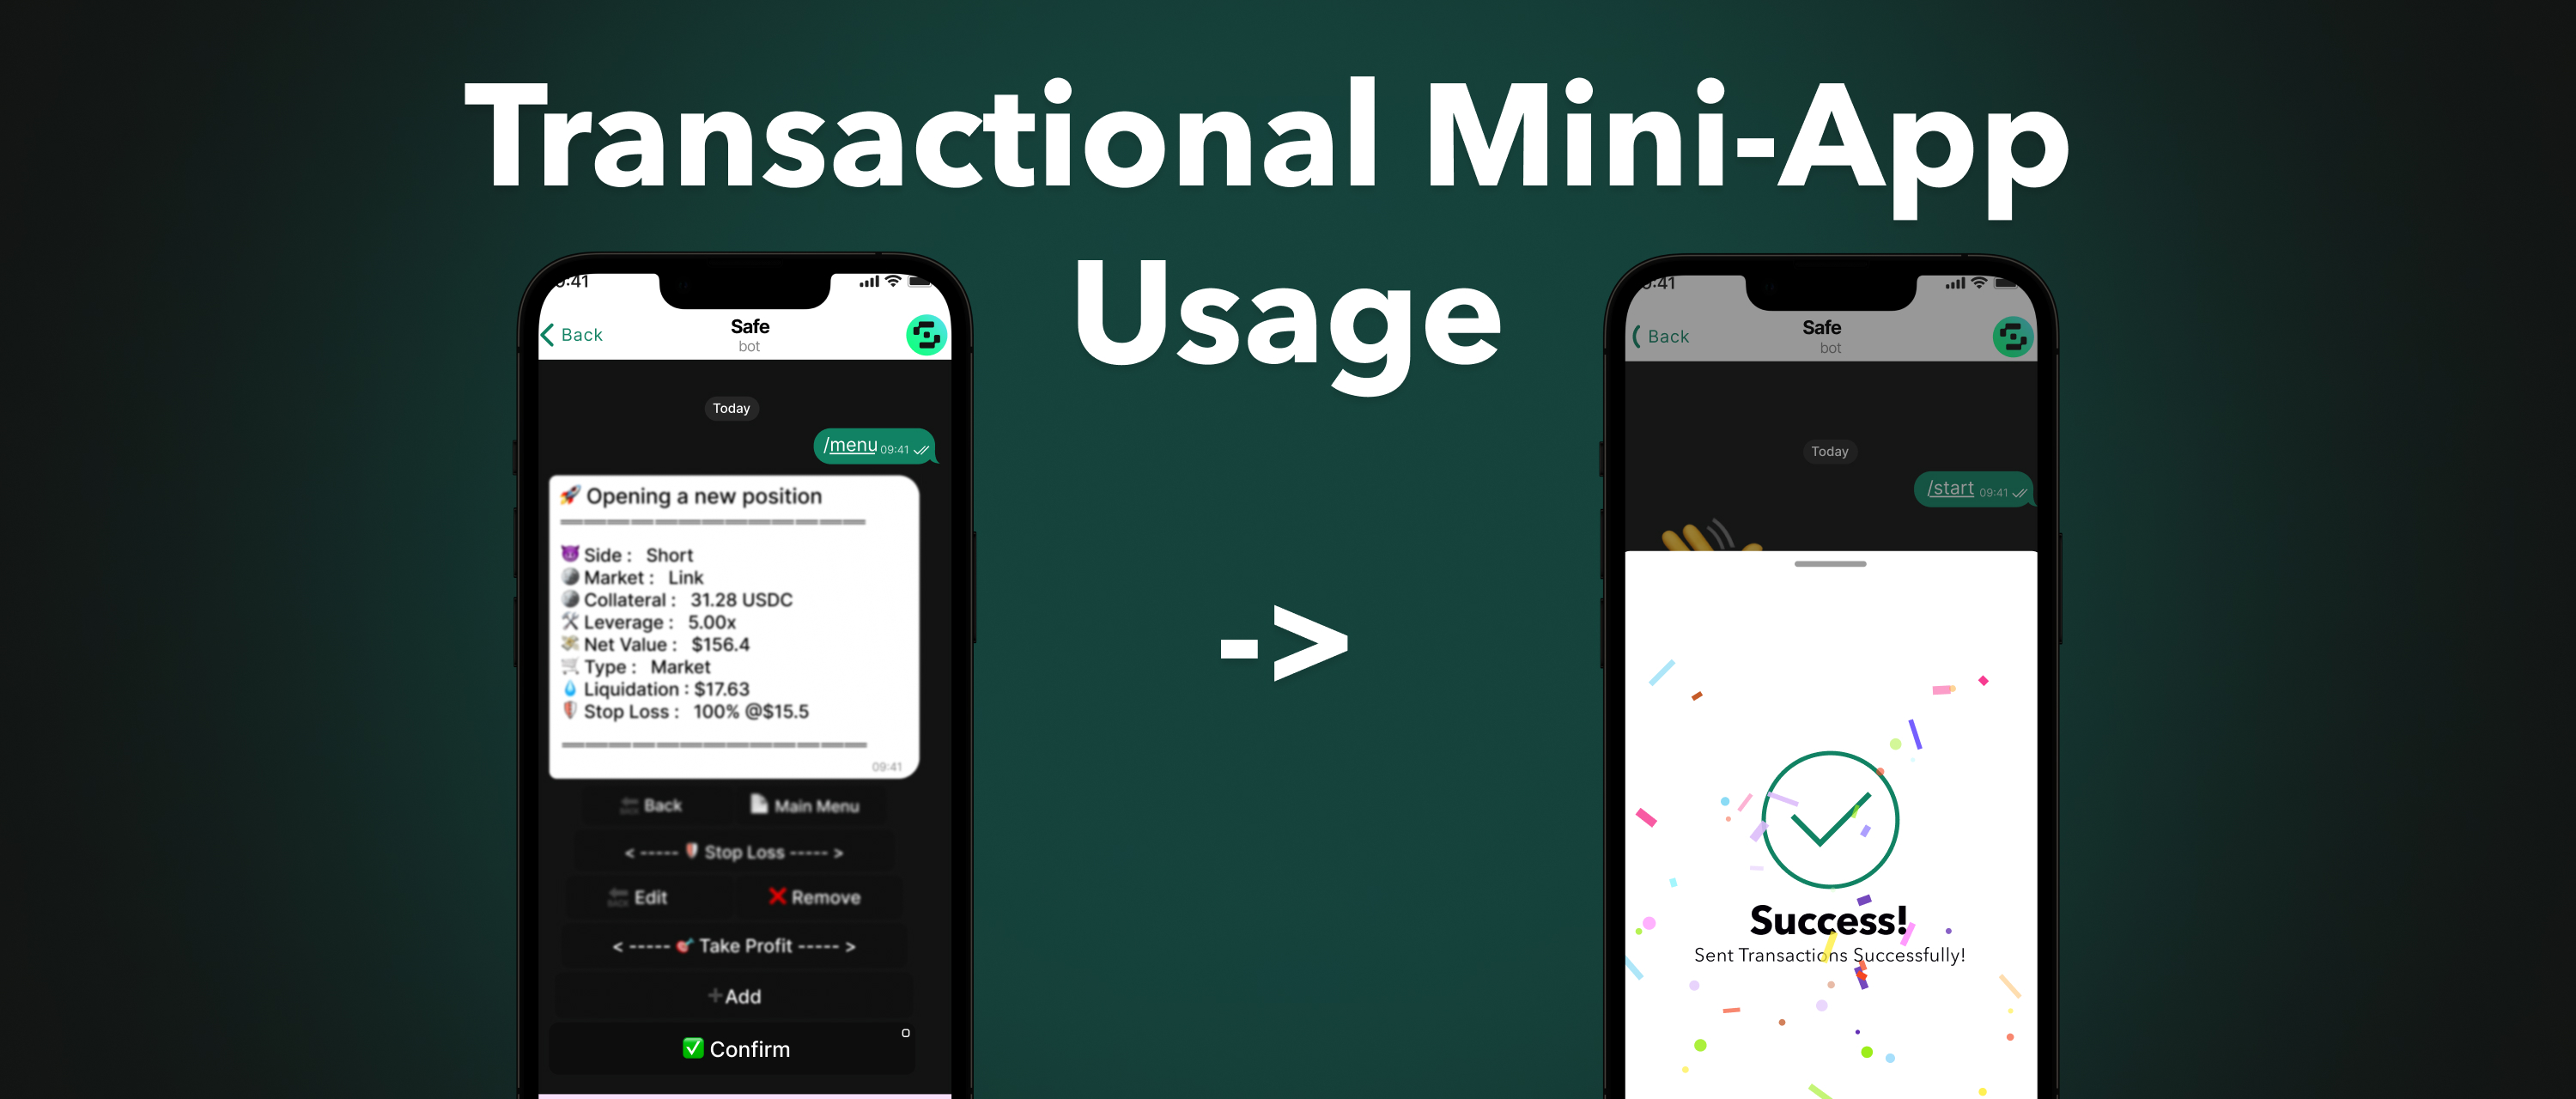 Transactional Mini-App
Usage
->
9:41
Back
Safe
bot
Today
/menu 09:41
Opening a new position
Side : Short
Market : Link
Collateral : 31.28 USDC
Leverage : 5.00x
Net Value : $156.4
Type : Market
Liquidation : $17.63
Stop Loss : 100% @$15.5
09:41
Back Main Menu
< ----- Stop Loss ----- >
Edit Remove
< ----- Take Profit ----- >
+Add
Confirm
9:41
Back
Safe
bot
Today
/start 09:41
Success!
Sent Transactions Successfully!